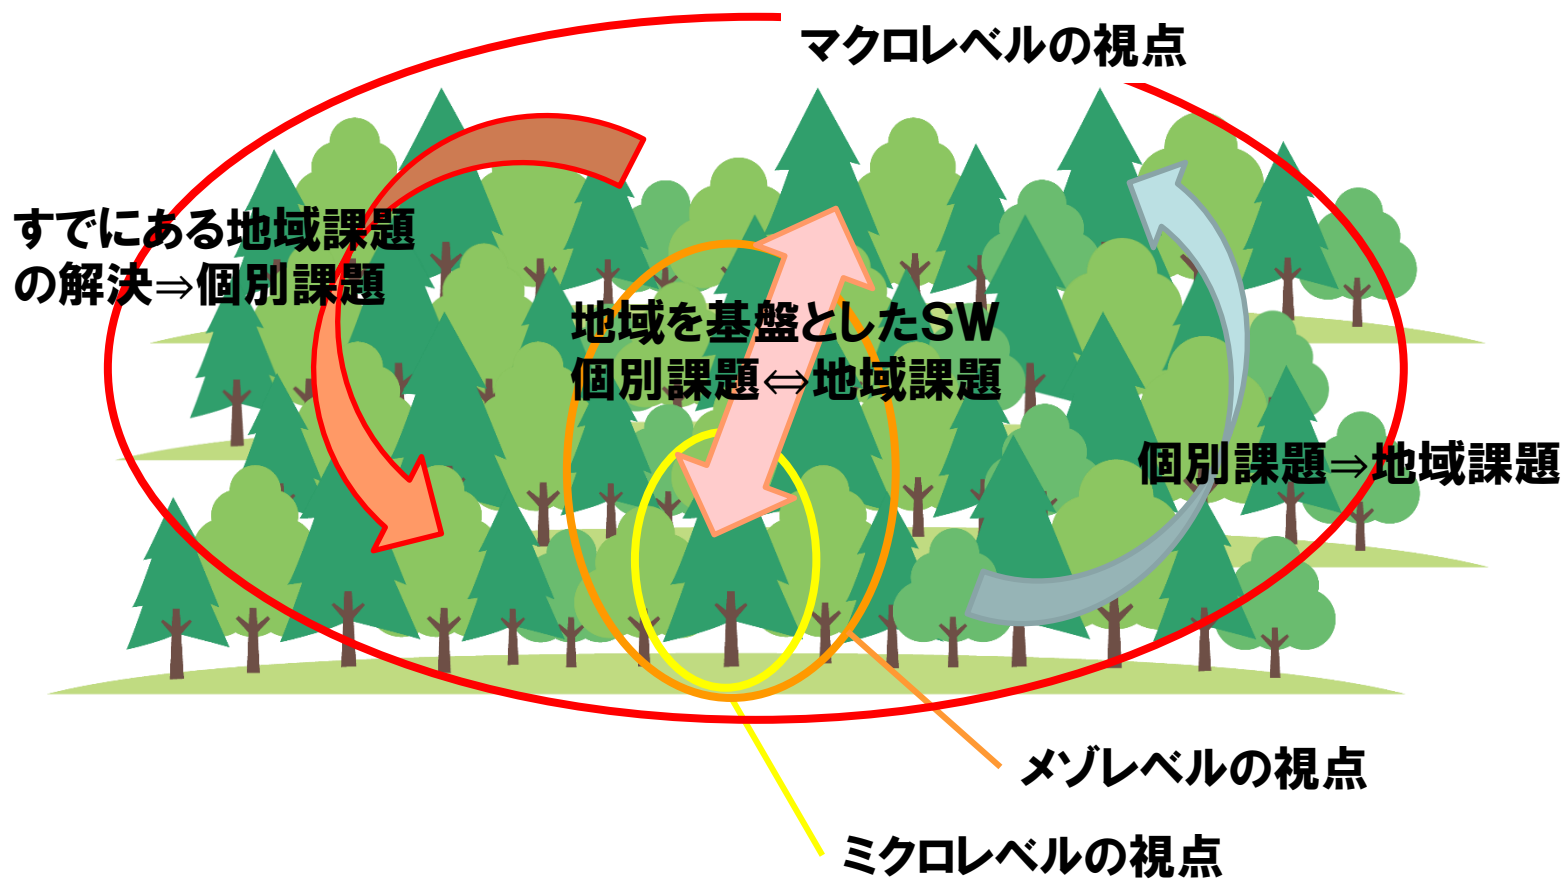 マクロレベルの視点
すでにある地域課題
の解決⇒個別課題
地域を基盤としたSW
個別課題⇔地域課題
個別課題⇒地域課題
メゾレベルの視点
ミクロレベルの視点